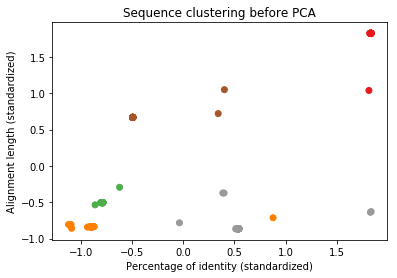 Sequence clustering before PCA
Alignment length (standardized)
1.5
1.0
0.5
0.0
−0.5
−1.0
−1.0 −0.5 0.0 0.5 1.0 1.5
Percentage of identity (standardized)